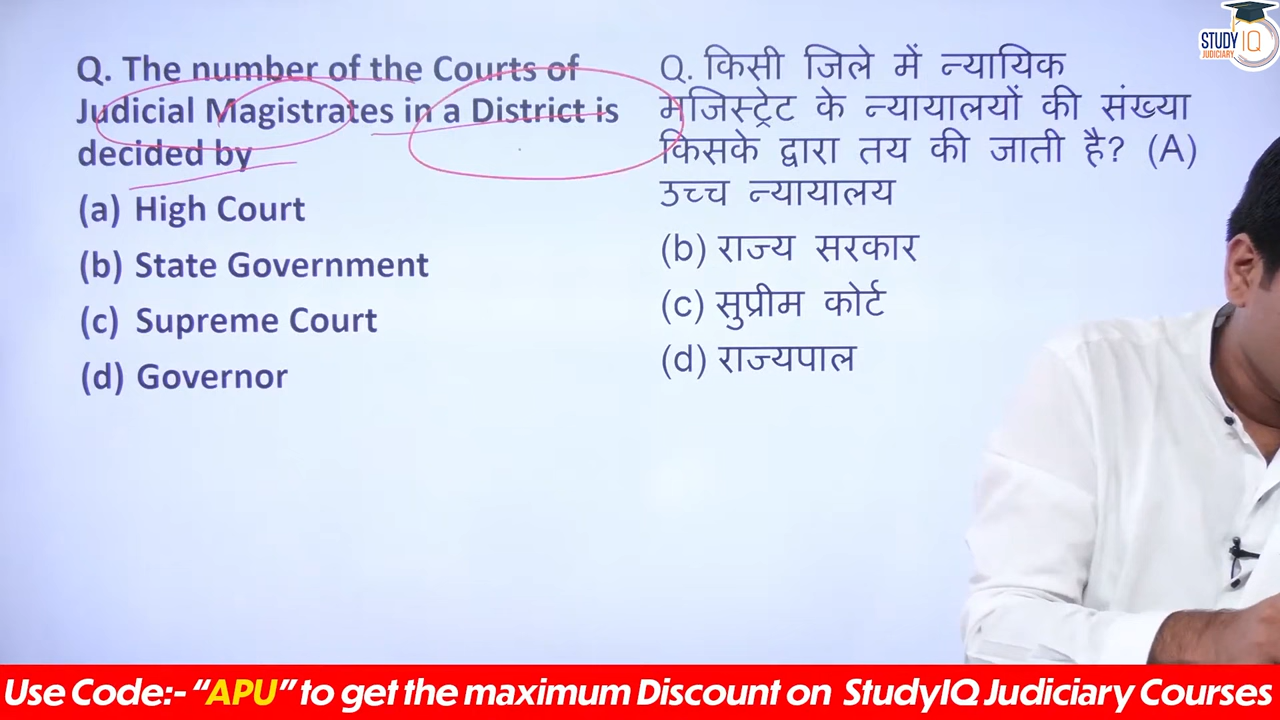 STUDY IQ
JUDICIARY
Q. The number of the Courts of
Judicial Magistrates in a District is
decided by
(a) High Court
(b) State Government
(c) Supreme Court
(d) Governor
Q. किसी जिले में न्यायिक
मजिस्ट्रेट के न्यायालयों की संख्या
किसके द्वारा तय की जाती है? (A)
उच्च न्यायालय
(b) राज्य सरकार
(c) सुप्रीम कोर्ट
(d) राज्यपाल
Use Code:- “APU” to get the maximum Discount on StudyIQ Judiciary Courses